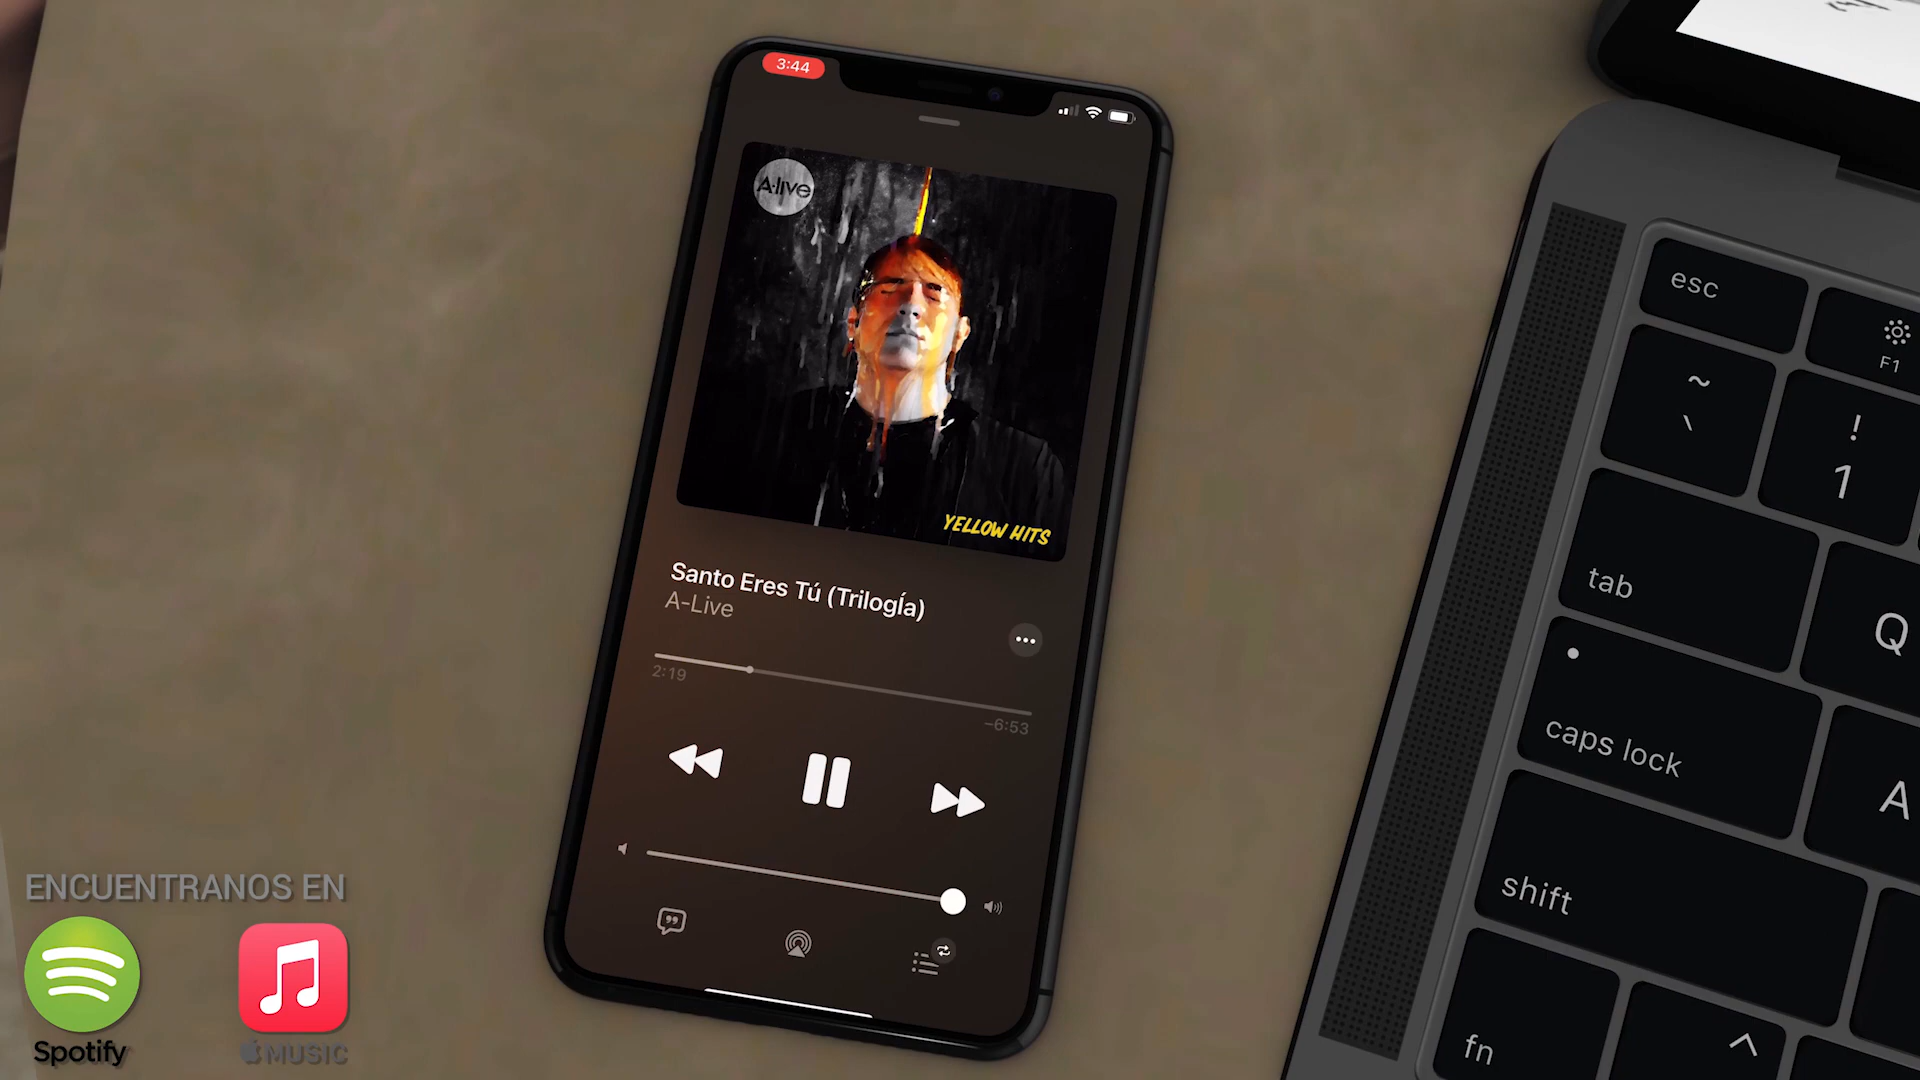 3:44
A-live
YELLOW HITS
Santo Eres Tú (TrilogÍa)
A-Live
2:19
-6:53
ENCUENTRANOS EN
Spotify
MUSIC
esc
F1
~
`
!
1
tab
Q
caps lock
A
shift
fn